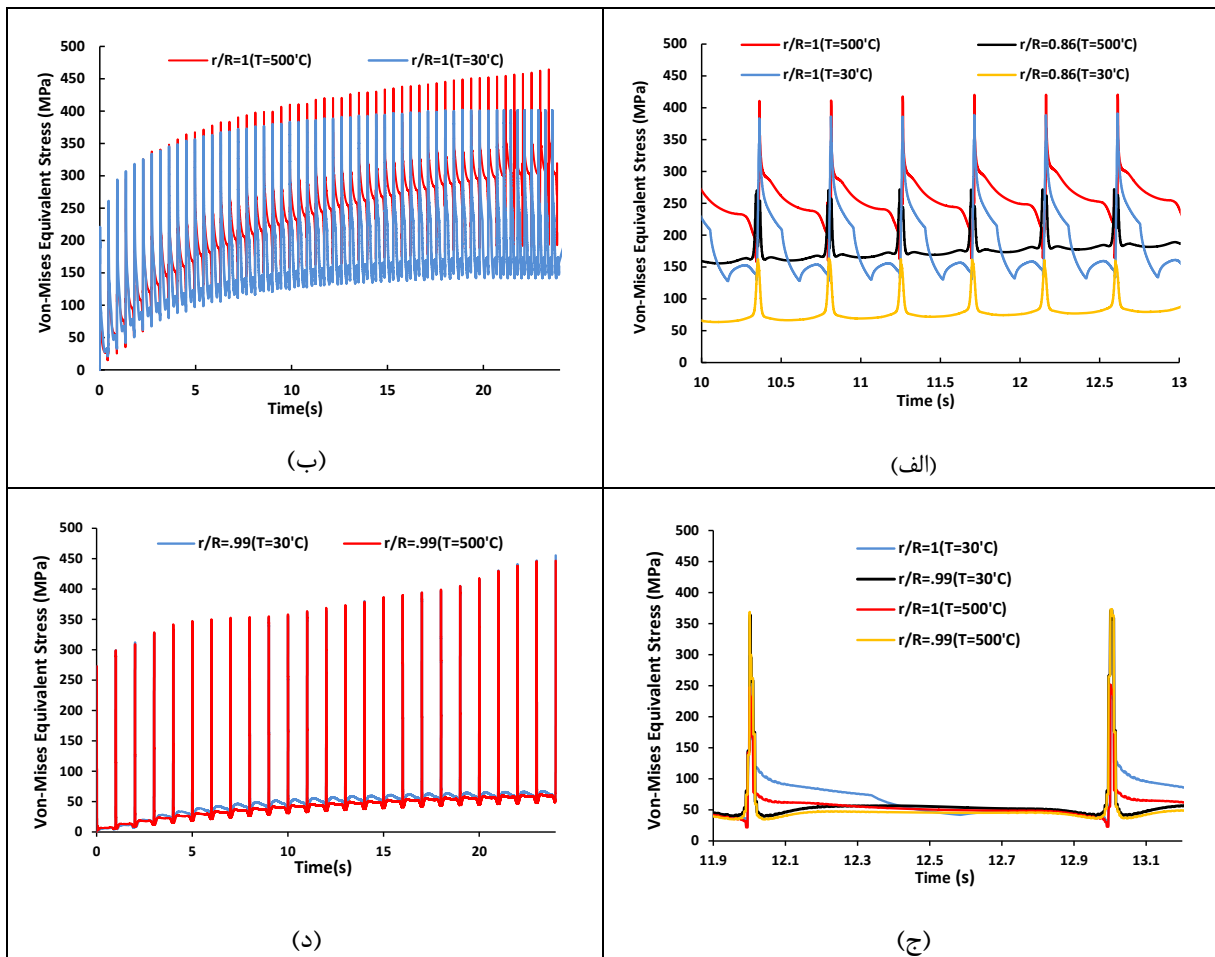 r/R=1(T=500'C) r/R=0.86(T=500'C)
r/R=1(T=30'C) r/R=0.86(T=30'C)
Von-Mises Equivalent Stress (MPa)
500
450
400
350
300
250
200
150
100
50
0
10 10.5 11 11.5 12 12.5 13
Time (s)
(الف)
r/R=1(T=500'C) r/R=1(T=30'C)
Von-Mises Equivalent Stress (MPa)
500
450
400
350
300
250
200
150
100
50
0
0 5 10 15 20
Time(s)
(ب)
r/R=1(T=30'C)
r/R=.99(T=30'C)
r/R=1(T=500'C)
r/R=.99(T=500'C)
Von-Mises Equivalent Stress (MPa)
500
450
400
350
300
250
200
150
100
50
0
11.9 12.1 12.3 12.5 12.7 12.9 13.1
Time (s)
(ج)
r/R=.99(T=30'C) r/R=.99(T=500'C)
Von-Mises Equivalent Stress (MPa)
500
450
400
350
300
250
200
150
100
50
0
0 5 10 15 20
Time(s)
(د)